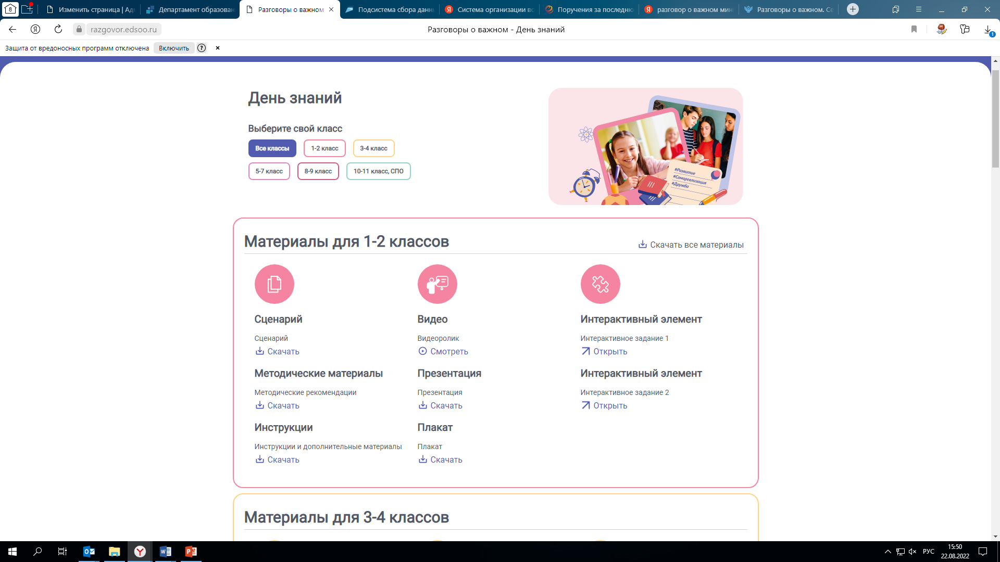 8
Изменить страница | Ад
Департамент образован
Разговоры о важном
Подсистема сбора данн
Система организации вс
Поручения за последню
разговор о важном мин
Разговоры о важном. Се
razgovor.edsoo.ru
Разговоры о важном - День знаний
1
Защита от вредоносных программ отключена
Включить
День знаний
Выберите свой класс
Все классы
1-2 класс
3-4 класс
5-7 класс
8-9 класс
10-11 класс, СПО
#Развитие
#Самореализация
#Дружба
Материалы для 1-2 классов
Скачать все материалы
Сценарий
Видео
Интерактивный элемент
Сценарий
Видеоролик
Интерактивное задание 1
Скачать
Смотреть
Открыть
Методические материалы
Презентация
Интерактивный элемент
Методические рекомендации
Презентация
Интерактивное задание 2
Скачать
Скачать
Открыть
Инструкции
Плакат
Инструкции и дополнительные материалы
Плакат
Скачать
Скачать
Материалы для 3-4 классов
РУС
15:50
22.08.2022